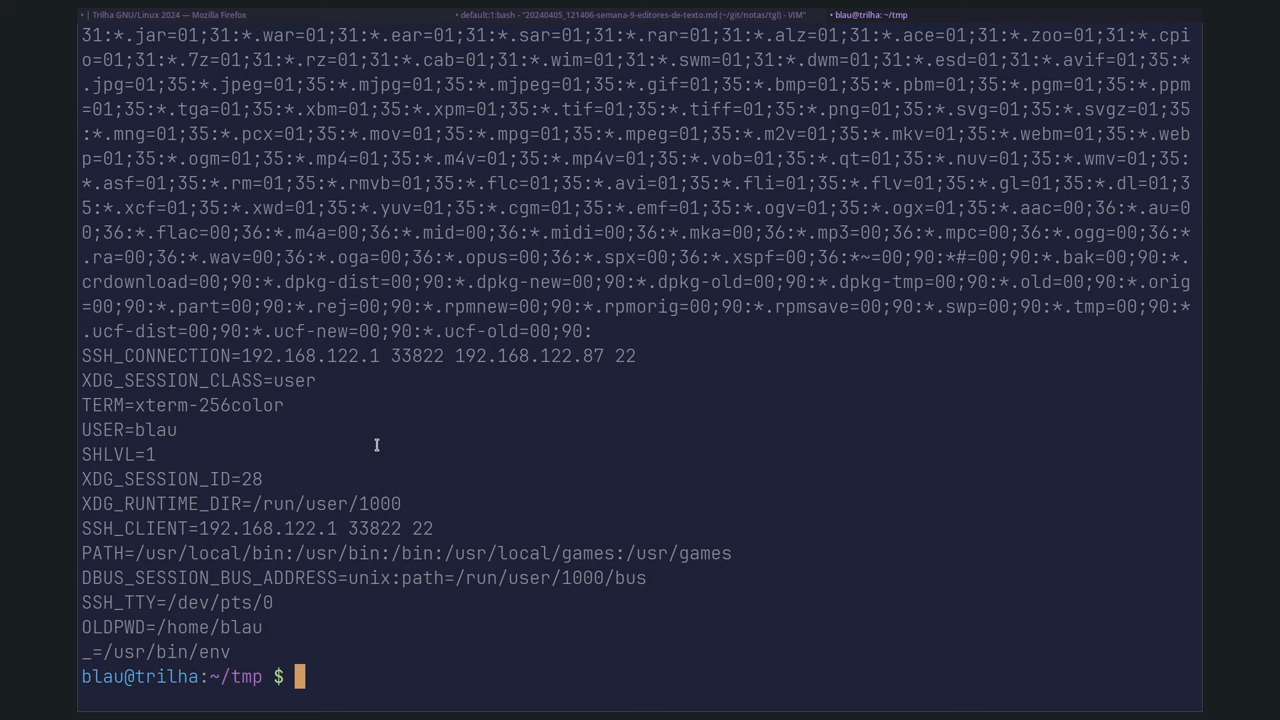 • | Trilha GNU/Linux 2024 — Mozilla Firefox
• default:1:bash - "20240405_121406-semana-9-editores-de-texto.md (~/git/notas/tgl) - VIM"
• blau@trilha: ~/tmp
31:*.jar=01;31:*.war=01;31:*.ear=01;31:*.sar=01;31:*.rar=01;31:*.alz=01;31:*.ace=01;31:*.zoo=01;31:*.cpi
o=01;31:*.7z=01;31:*.rz=01;31:*.cab=01;31:*.wim=01;31:*.swm=01;31:*.dwm=01;31:*.esd=01;31:*.avif=01;35:*
.jpg=01;35:*.jpeg=01;35:*.mjpg=01;35:*.mjpeg=01;35:*.gif=01;35:*.bmp=01;35:*.pbm=01;35:*.pgm=01;35:*.ppm
=01;35:*.tga=01;35:*.xbm=01;35:*.xpm=01;35:*.tif=01;35:*.tiff=01;35:*.png=01;35:*.svg=01;35:*.svgz=01;35
:*.mng=01;35:*.pcx=01;35:*.mov=01;35:*.mpg=01;35:*.mpeg=01;35:*.m2v=01;35:*.mkv=01;35:*.webm=01;35:*.web
p=01;35:*.ogm=01;35:*.mp4=01;35:*.m4v=01;35:*.mp4v=01;35:*.vob=01;35:*.qt=01;35:*.nuv=01;35:*.wmv=01;35:
*.asf=01;35:*.rm=01;35:*.rmvb=01;35:*.flc=01;35:*.avi=01;35:*.fli=01;35:*.flv=01;35:*.gl=01;35:*.dl=01;3
5:*.xcf=01;35:*.xwd=01;35:*.yuv=01;35:*.cgm=01;35:*.emf=01;35:*.ogv=01;35:*.ogx=01;35:*.aac=00;36:*.au=0
0;36:*.flac=00;36:*.m4a=00;36:*.mid=00;36:*.midi=00;36:*.mka=00;36:*.mp3=00;36:*.mpc=00;36:*.ogg=00;36:*
.ra=00;36:*.wav=00;36:*.oga=00;36:*.opus=00;36:*.spx=00;36:*.xspf=00;36:*~=00;90:*#=00;90:*.bak=00;90:*.
crdownload=00;90:*.dpkg-dist=00;90:*.dpkg-new=00;90:*.dpkg-old=00;90:*.dpkg-tmp=00;90:*.old=00;90:*.orig
=00;90:*.part=00;90:*.rej=00;90:*.rpmnew=00;90:*.rpmorig=00;90:*.rpmsave=00;90:*.swp=00;90:*.tmp=00;90:*
.ucf-dist=00;90:*.ucf-new=00;90:*.ucf-old=00;90:
SSH_CONNECTION=192.168.122.1 33822 192.168.122.87 22
XDG_SESSION_CLASS=user
TERM=xterm-256color
USER=blau
SHLVL=1
XDG_SESSION_ID=28
XDG_RUNTIME_DIR=/run/user/1000
SSH_CLIENT=192.168.122.1 33822 22
PATH=/usr/local/bin:/usr/bin:/bin:/usr/local/games:/usr/games
DBUS_SESSION_BUS_ADDRESS=unix:path=/run/user/1000/bus
SSH_TTY=/dev/pts/0
OLDPWD=/home/blau
_=/usr/bin/env
blau@trilha:~/tmp $